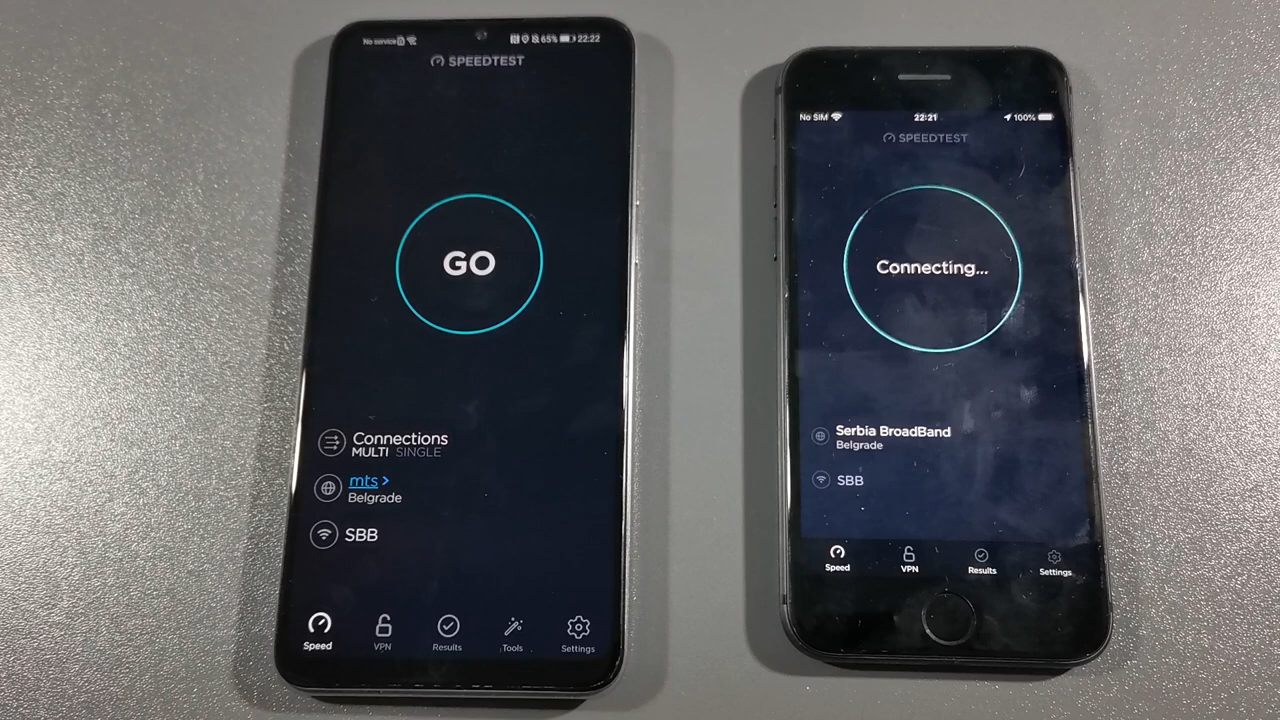 No service 65% 22:22
SPEEDTEST
GO
Connections
MULTI SINGLE
mts >
Belgrade
SBB
Speed VPN Results Tools Settings
No SIM 22:21 100%
SPEEDTEST
Connecting...
Serbia BroadBand
Belgrade
SBB
Speed VPN Results Settings